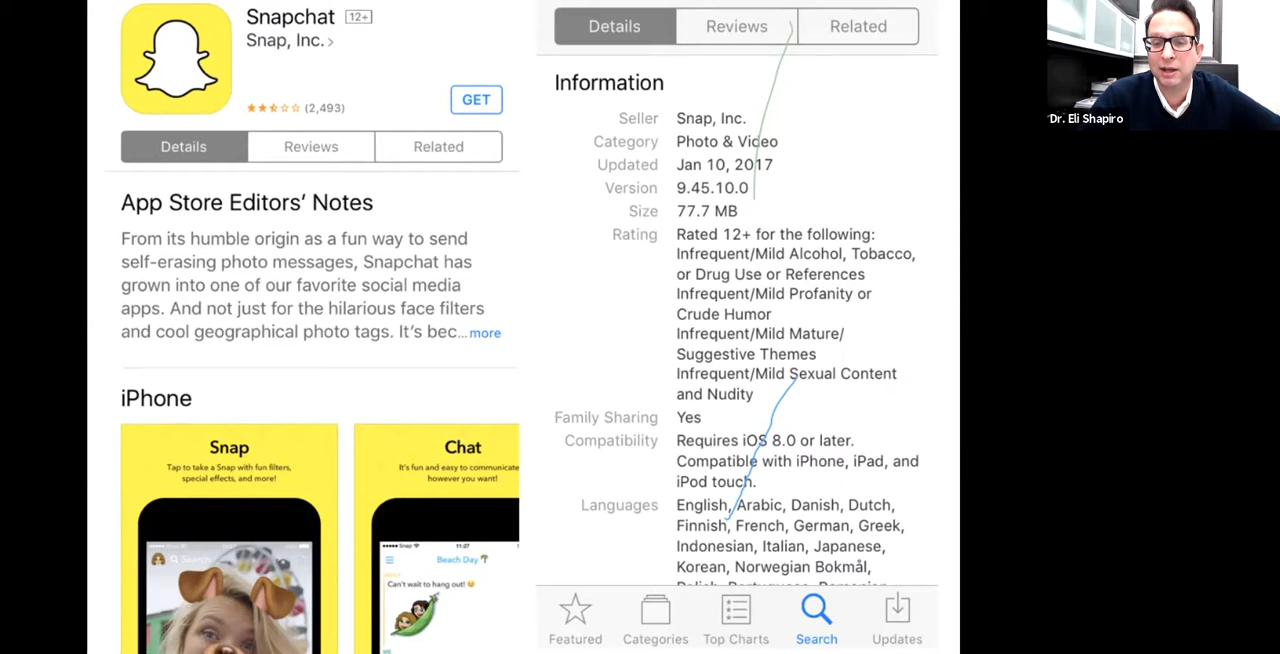 Snapchat 12+
Snap, Inc. >
(2,493)
GET
Details Reviews Related
App Store Editors’ Notes
From its humble origin as a fun way to send
self-erasing photo messages, Snapchat has
grown into one of our favorite social media
apps. And not just for the hilarious face filters
and cool geographical photo tags. It’s bec... more
iPhone
Snap
Tap to take a Snap with fun filters,
special effects, and more!
Search
Chat
It's fun and easy to communicate
however you want!
Snap 11:27
Beach Day
Can't wait to hang out!
Details Reviews Related
Information
Seller Snap, Inc.
Category Photo & Video
Updated Jan 10, 2017
Version 9.45.10.0
Size 77.7 MB
Rating Rated 12+ for the following:
Infrequent/Mild Alcohol, Tobacco,
or Drug Use or References
Infrequent/Mild Profanity or
Crude Humor
Infrequent/Mild Mature/
Suggestive Themes
Infrequent/Mild Sexual Content
and Nudity
Family Sharing Yes
Compatibility Requires iOS 8.0 or later.
Compatible with iPhone, iPad, and
iPod touch.
Languages English, Arabic, Danish, Dutch,
Finnish, French, German, Greek,
Indonesian, Italian, Japanese,
Korean, Norwegian Bokmål,
Polish, Portuguese, Romanian,
Featured Categories Top Charts Search Updates
Dr. Eli Shapiro